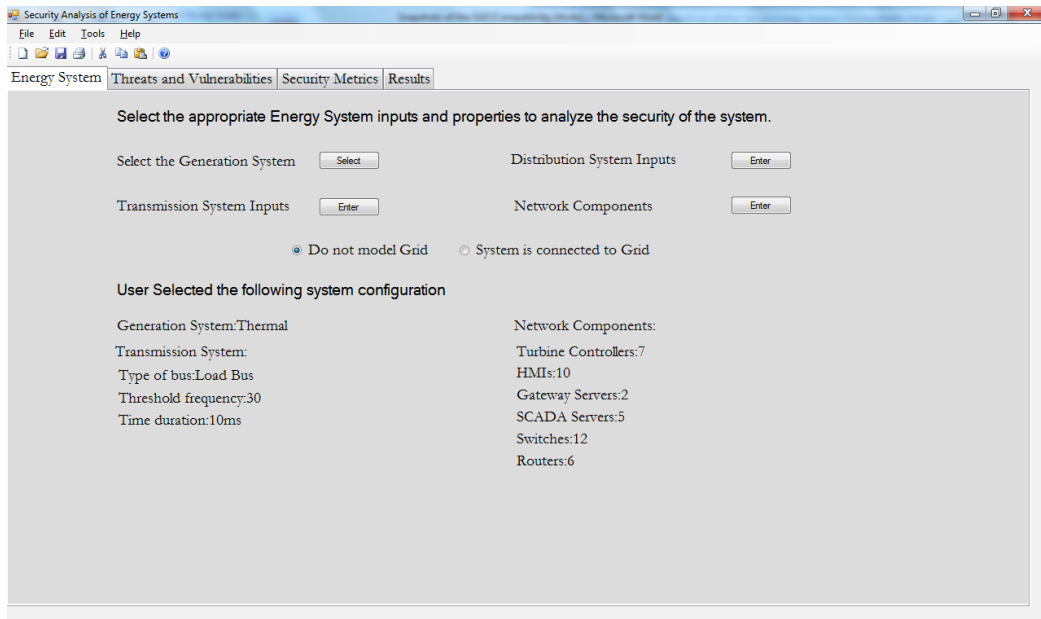 Security Analysis of Energy Systems
File Edit Tools Help
Energy System Threats and Vulnerabilities Security Metrics Results
Select the appropriate Energy System inputs and properties to analyze the security of the system.
Select the Generation System Select Distribution System Inputs Enter
Transmission System Inputs Enter Network Components Enter
Do not model Grid System is connected to Grid
User Selected the following system configuration
Generation System:Thermal
Transmission System:
Type of bus:Load Bus
Threshold frequency:30
Time duration:10ms
Network Components:
Turbine Controllers:7
HMIs:10
Gateway Servers:2
SCADA Servers:5
Switches:12
Routers:6